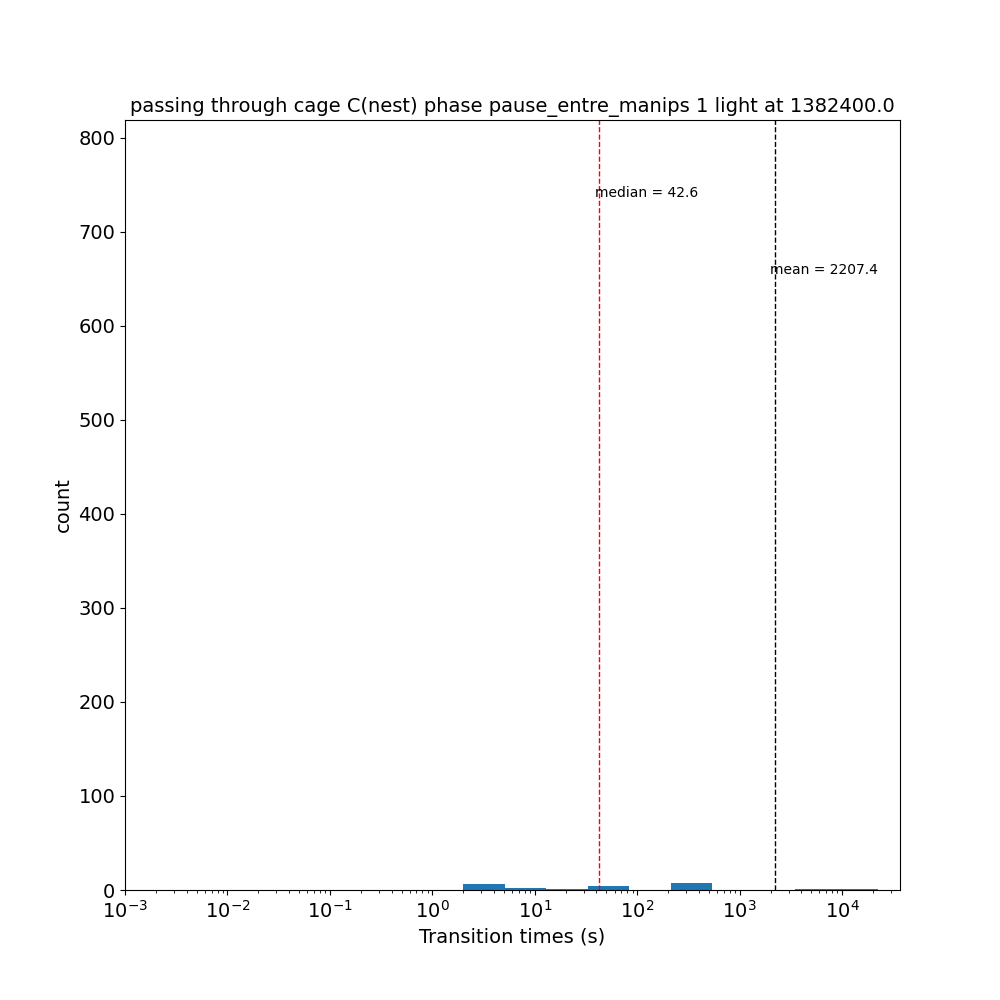 passing through cage C(nest) phase pause_entre_manips 1 light at 1382400.0
800
median = 42.6
700
mean = 2207.4
600
500
400
count
300
200
100
0
10⁻³ 10⁻² 10⁻¹ 10⁰ 10¹ 10² 10³ 10⁴
Transition times (s)